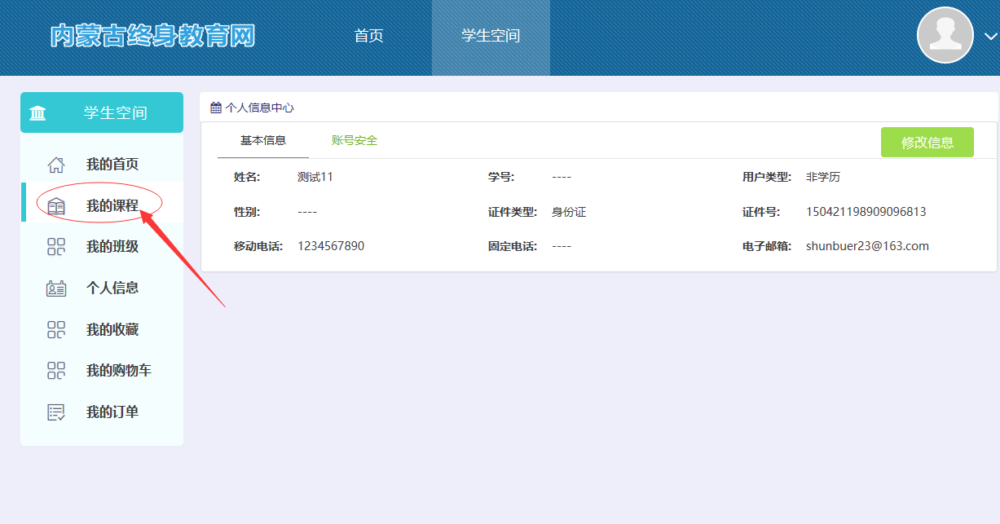 内蒙古终身教育网
首页
学生空间
学生空间
我的首页
我的课程
我的班级
个人信息
我的收藏
我的购物车
我的订单
个人信息中心
基本信息 账号安全 修改信息
姓名: 测试11 学号: ---- 用户类型: 非学历
性别: ---- 证件类型: 身份证 证件号: 150421198909096813
移动电话: 1234567890 固定电话: ---- 电子邮箱: shunbuer23@163.com